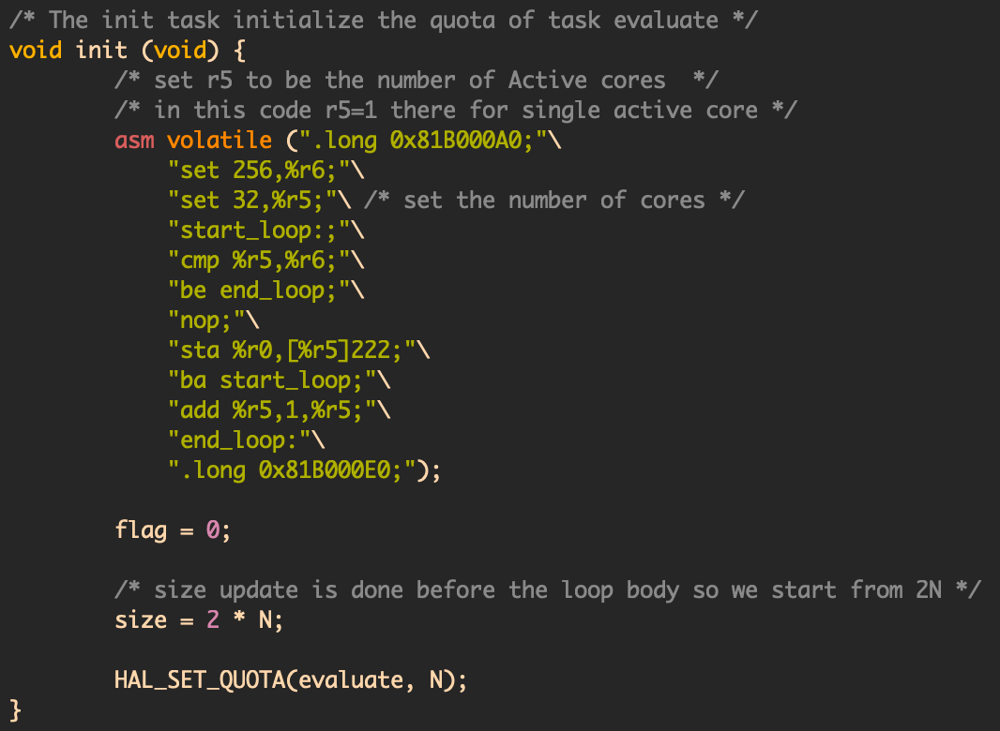 /* The init task initialize the quota of task evaluate */
void init (void) {
        /* set r5 to be the number of Active cores  */
        /* in this code r5=1 there for single active core */
        asm volatile (".long 0x81B000A0;"\
            "set 256,%r6;"\
            "set 32,%r5;"\ /* set the number of cores */
            "start_loop:;"\
            "cmp %r5,%r6;"\
            "be end_loop;"\
            "nop;"\
            "sta %r0,[%r5]222;"\
            "ba start_loop;"\
            "add %r5,1,%r5;"\
            "end_loop:"\
            ".long 0x81B000E0;");

        flag = 0;

        /* size update is done before the loop body so we start from 2N */
        size = 2 * N;

        HAL_SET_QUOTA(evaluate, N);
}